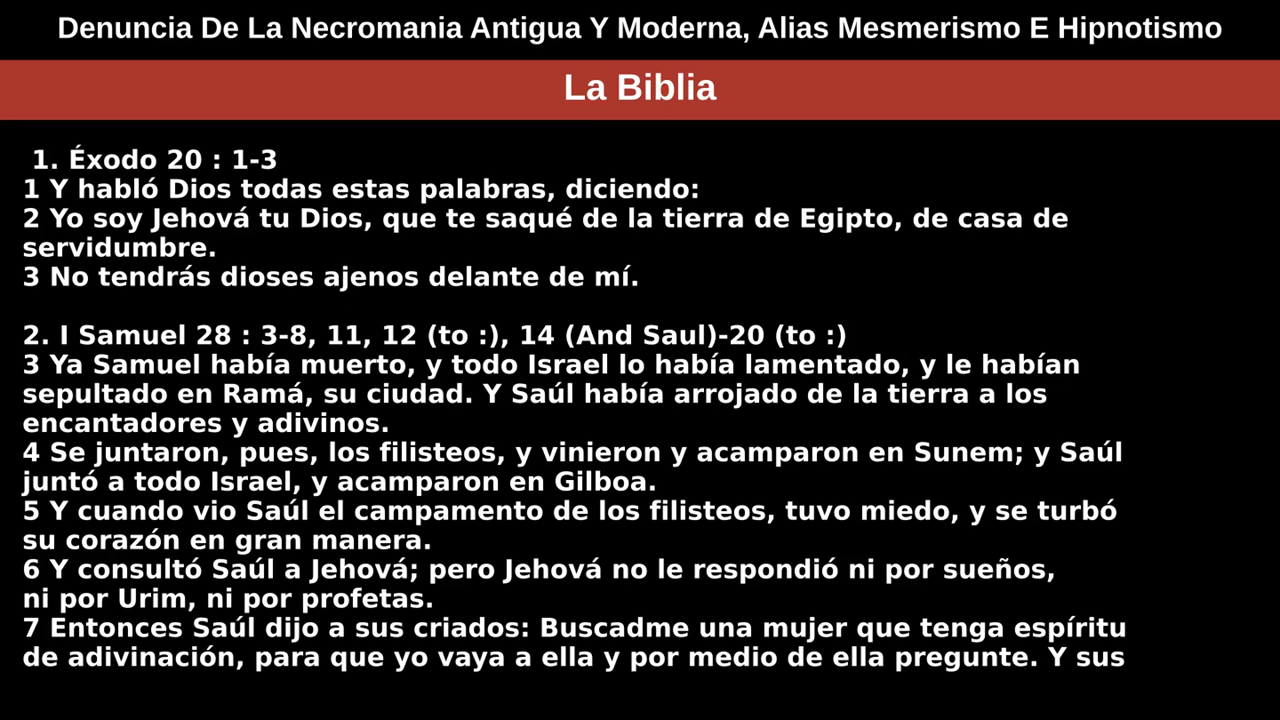 Denuncia De La Necromania Antigua Y Moderna, Alias Mesmerismo E Hipnotismo
La Biblia
1. Éxodo 20 : 1-3
1 Y habló Dios todas estas palabras, diciendo:
2 Yo soy Jehová tu Dios, que te saqué de la tierra de Egipto, de casa de
servidumbre.
3 No tendrás dioses ajenos delante de mí.
2. I Samuel 28 : 3-8, 11, 12 (to :), 14 (And Saul)-20 (to :)
3 Ya Samuel había muerto, y todo Israel lo había lamentado, y le habían
sepultado en Ramá, su ciudad. Y Saúl había arrojado de la tierra a los
encantadores y adivinos.
4 Se juntaron, pues, los filisteos, y vinieron y acamparon en Sunem; y Saúl
juntó a todo Israel, y acamparon en Gilboa.
5 Y cuando vio Saúl el campamento de los filisteos, tuvo miedo, y se turbó
su corazón en gran manera.
6 Y consultó Saúl a Jehová; pero Jehová no le respondió ni por sueños,
ni por Urim, ni por profetas.
7 Entonces Saúl dijo a sus criados: Buscadme una mujer que tenga espíritu
de adivinación, para que yo vaya a ella y por medio de ella pregunte. Y sus